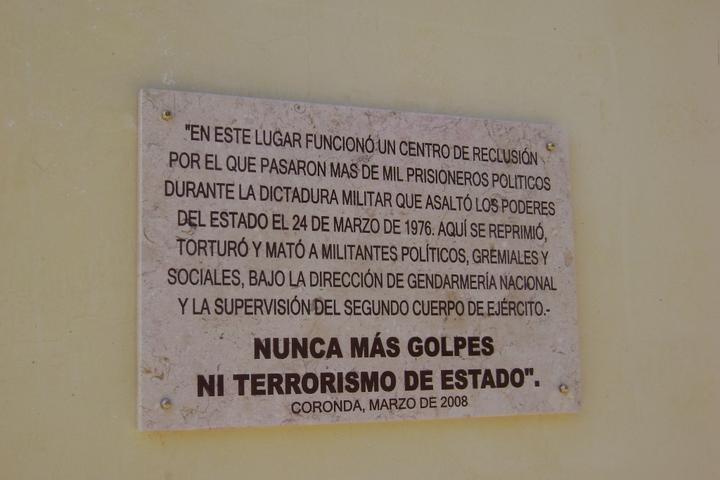 "EN ESTE LUGAR FUNCIONÓ UN CENTRO DE RECLUSIÓN
POR EL QUE PASARON MAS DE MIL PRISIONEROS POLITICOS
DURANTE LA DICTADURA MILITAR QUE ASALTÓ LOS PODERES
DEL ESTADO EL 24 DE MARZO DE 1976. AQUÍ SE REPRIMIÓ,
TORTURÓ Y MATÓ A MILITANTES POLÍTICOS, GREMIALES Y
SOCIALES, BAJO LA DIRECCIÓN DE GENDARMERÍA NACIONAL
Y LA SUPERVISIÓN DEL SEGUNDO CUERPO DE EJÉRCITO.-
NUNCA MÁS GOLPES
NI TERRORISMO DE ESTADO".
CORONDA, MARZO DE 2008